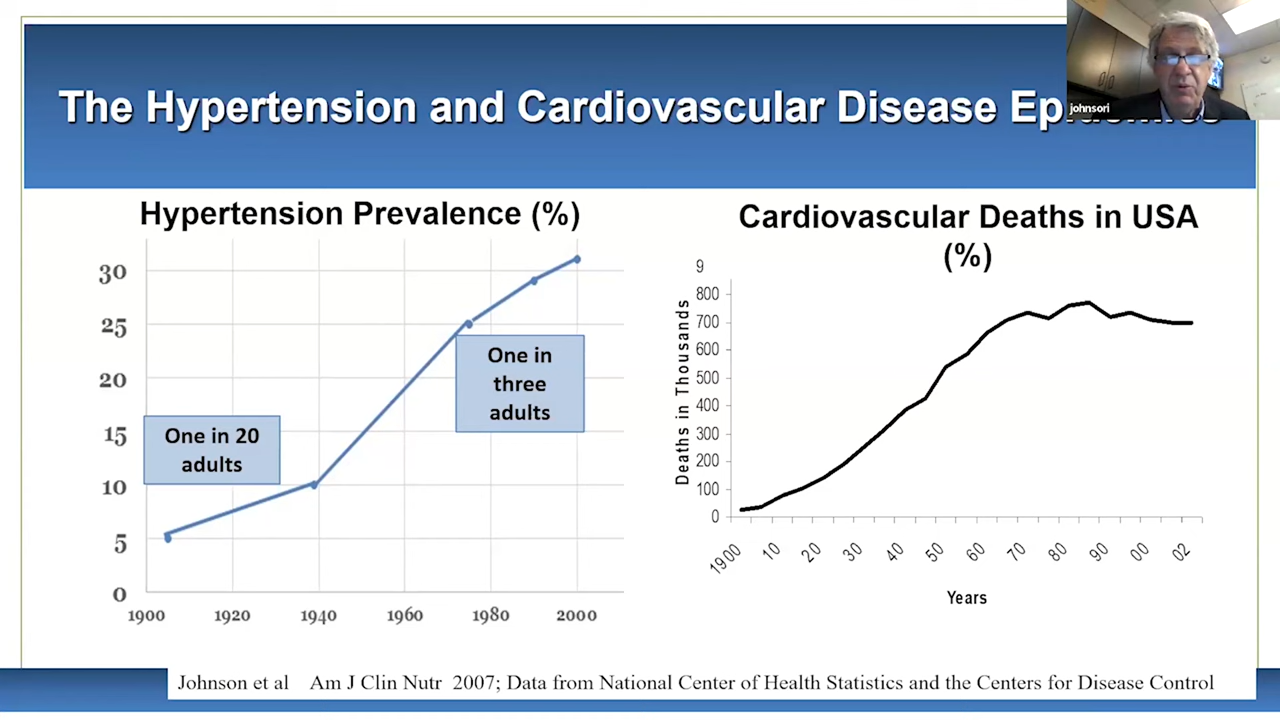 The Hypertension and Cardiovascular Disease
johnsori
Hypertension Prevalence (%)
30
25
20
15
10
5
0
1900 1920 1940 1960 1980 2000
One in 20
adults
One in
three
adults
Cardiovascular Deaths in USA
(%)
9
800
700
600
500
400
300
200
100
0
Deaths in Thousands
1900 10 20 30 40 50 60 70 80 90 00 02
Years
Johnson et al Am J Clin Nutr 2007; Data from National Center of Health Statistics and the Centers for Disease Control